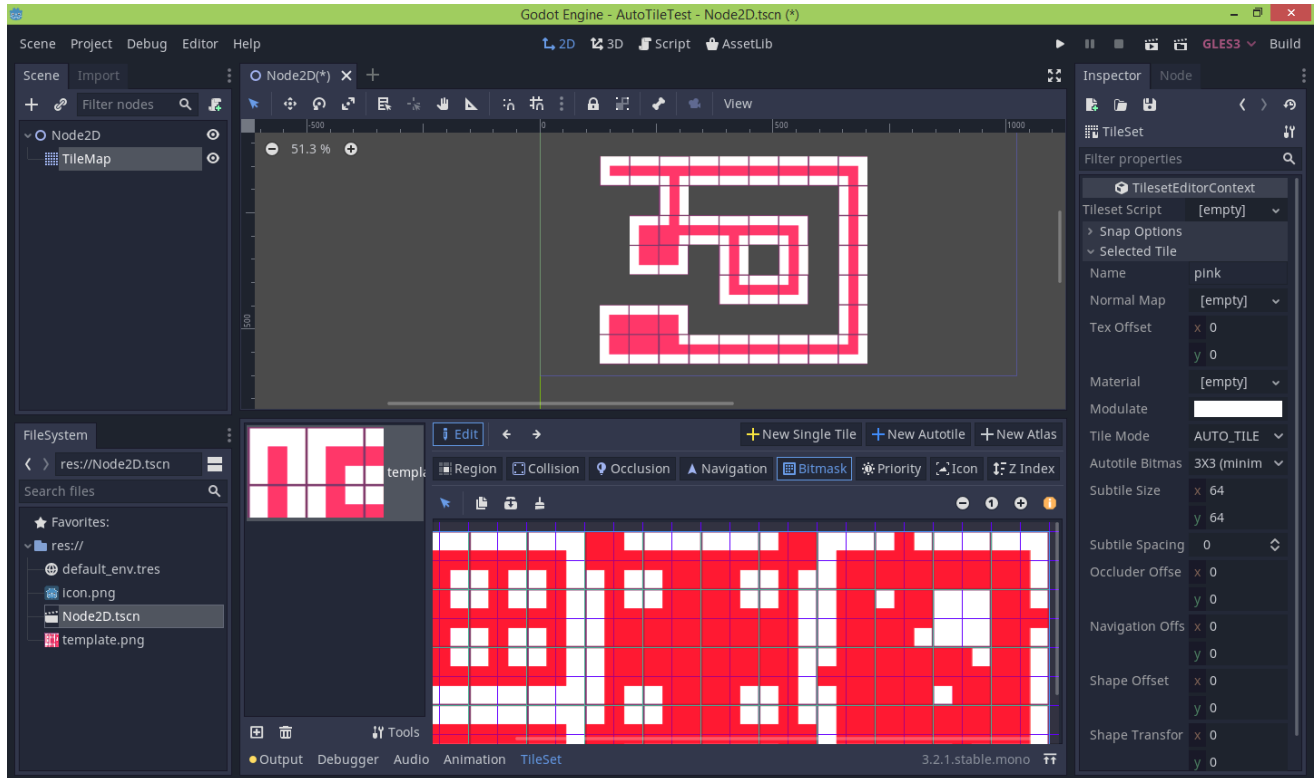 Godot Engine - AutoTileTest - Node2D.tscn (*)
Scene Project Debug Editor Help
2D 3D Script AssetLib
GLES3 Build
Scene Import
Filter nodes
Node2D
TileMap
Node2D(*)
View
-500 0 500 1000
51.3 %
500
FileSystem
res://Node2D.tscn
Search files
Favorites:
res://
default_env.tres
icon.png
Node2D.tscn
template.png
templa
Tools
Edit
New Single Tile New Autotile New Atlas
Region Collision Occlusion Navigation Bitmask Priority Icon Z Index
1
Output Debugger Audio Animation TileSet
3.2.1.stable.mono
Inspector Node
TileSet
Filter properties
TilesetEditorContext
Tileset Script [empty]
Snap Options
Selected Tile
Name pink
Normal Map [empty]
Tex Offset x 0
y 0
Material [empty]
Modulate
Tile Mode AUTO_TILE
Autotile Bitmas 3X3 (minim
Subtile Size x 64
y 64
Subtile Spacing 0
Occluder Offse x 0
y 0
Navigation Offs x 0
y 0
Shape Offset x 0
y 0
Shape Transfor x 0
y 0